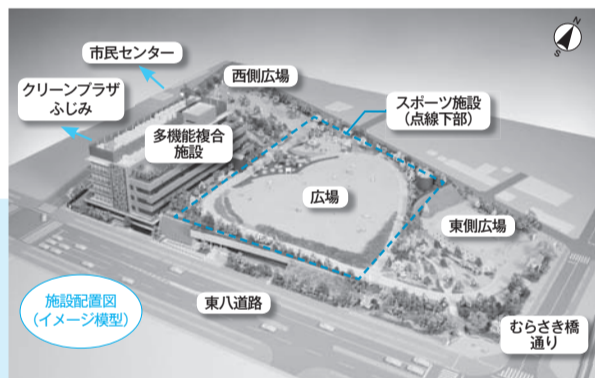 N
S
市民センター
クリーンプラザ
ふじみ
西側広場
スポーツ施設
（点線下部）
多機能複合
施設
広場
東側広場
施設配置図
（イメージ模型）
東八道路
むらさき橋
通り